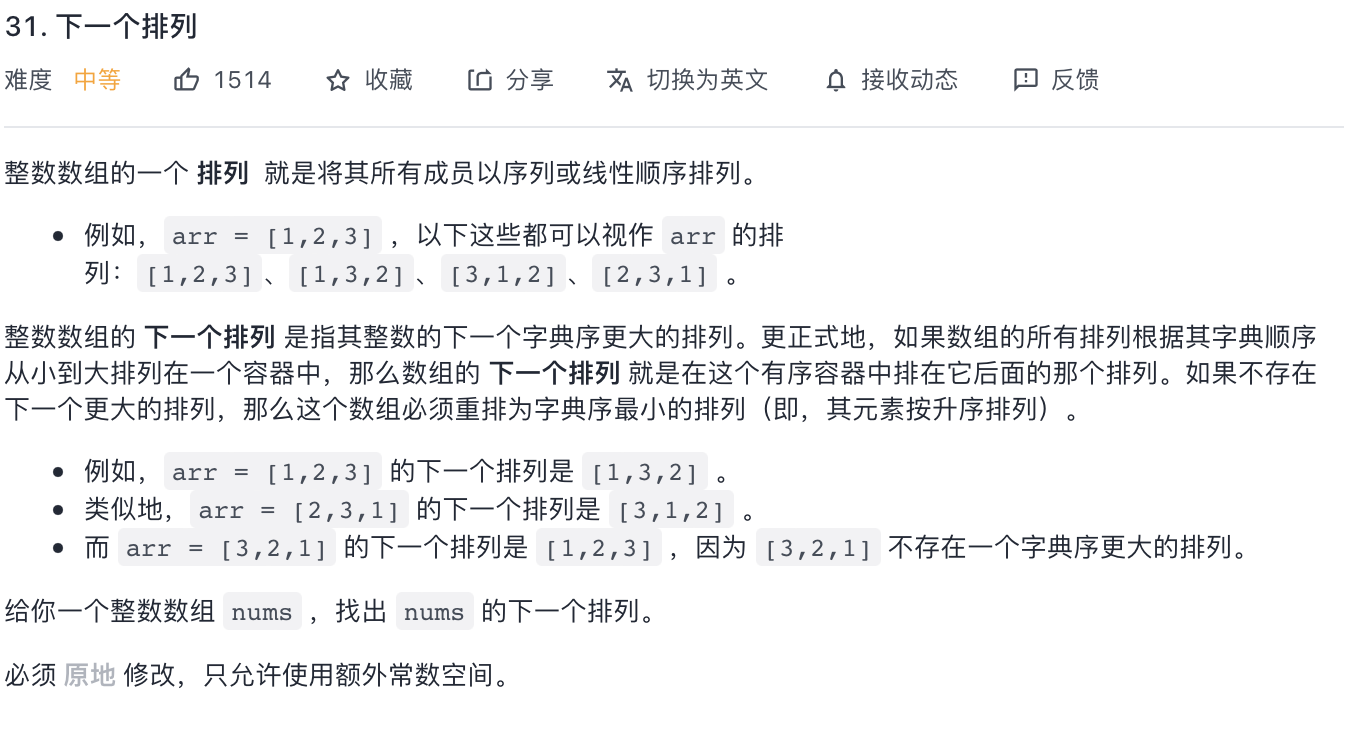 31. 下一个排列
难度 中等 1514 收藏 分享 切换为英文 接收动态 反馈
整数数组的一个 排列 就是将其所有成员以序列或线性顺序排列。
例如，arr = [1,2,3] ，以下这些都可以视作 arr 的排
列：[1,2,3]、[1,3,2]、[3,1,2]、[2,3,1] 。
整数数组的 下一个排列 是指其整数的下一个字典序更大的排列。更正式地，如果数组的所有排列根据其字典顺序
从小到大排列在一个容器中，那么数组的 下一个排列 就是在这个有序容器中排在它后面的那个排列。如果不存在
下一个更大的排列，那么这个数组必须重排为字典序最小的排列（即，其元素按升序排列）。
例如，arr = [1,2,3] 的下一个排列是 [1,3,2] 。
类似地，arr = [2,3,1] 的下一个排列是 [3,1,2] 。
而 arr = [3,2,1] 的下一个排列是 [1,2,3] ，因为 [3,2,1] 不存在一个字典序更大的排列。
给你一个整数数组 nums ，找出 nums 的下一个排列。
必须 原地 修改，只允许使用额外常数空间。